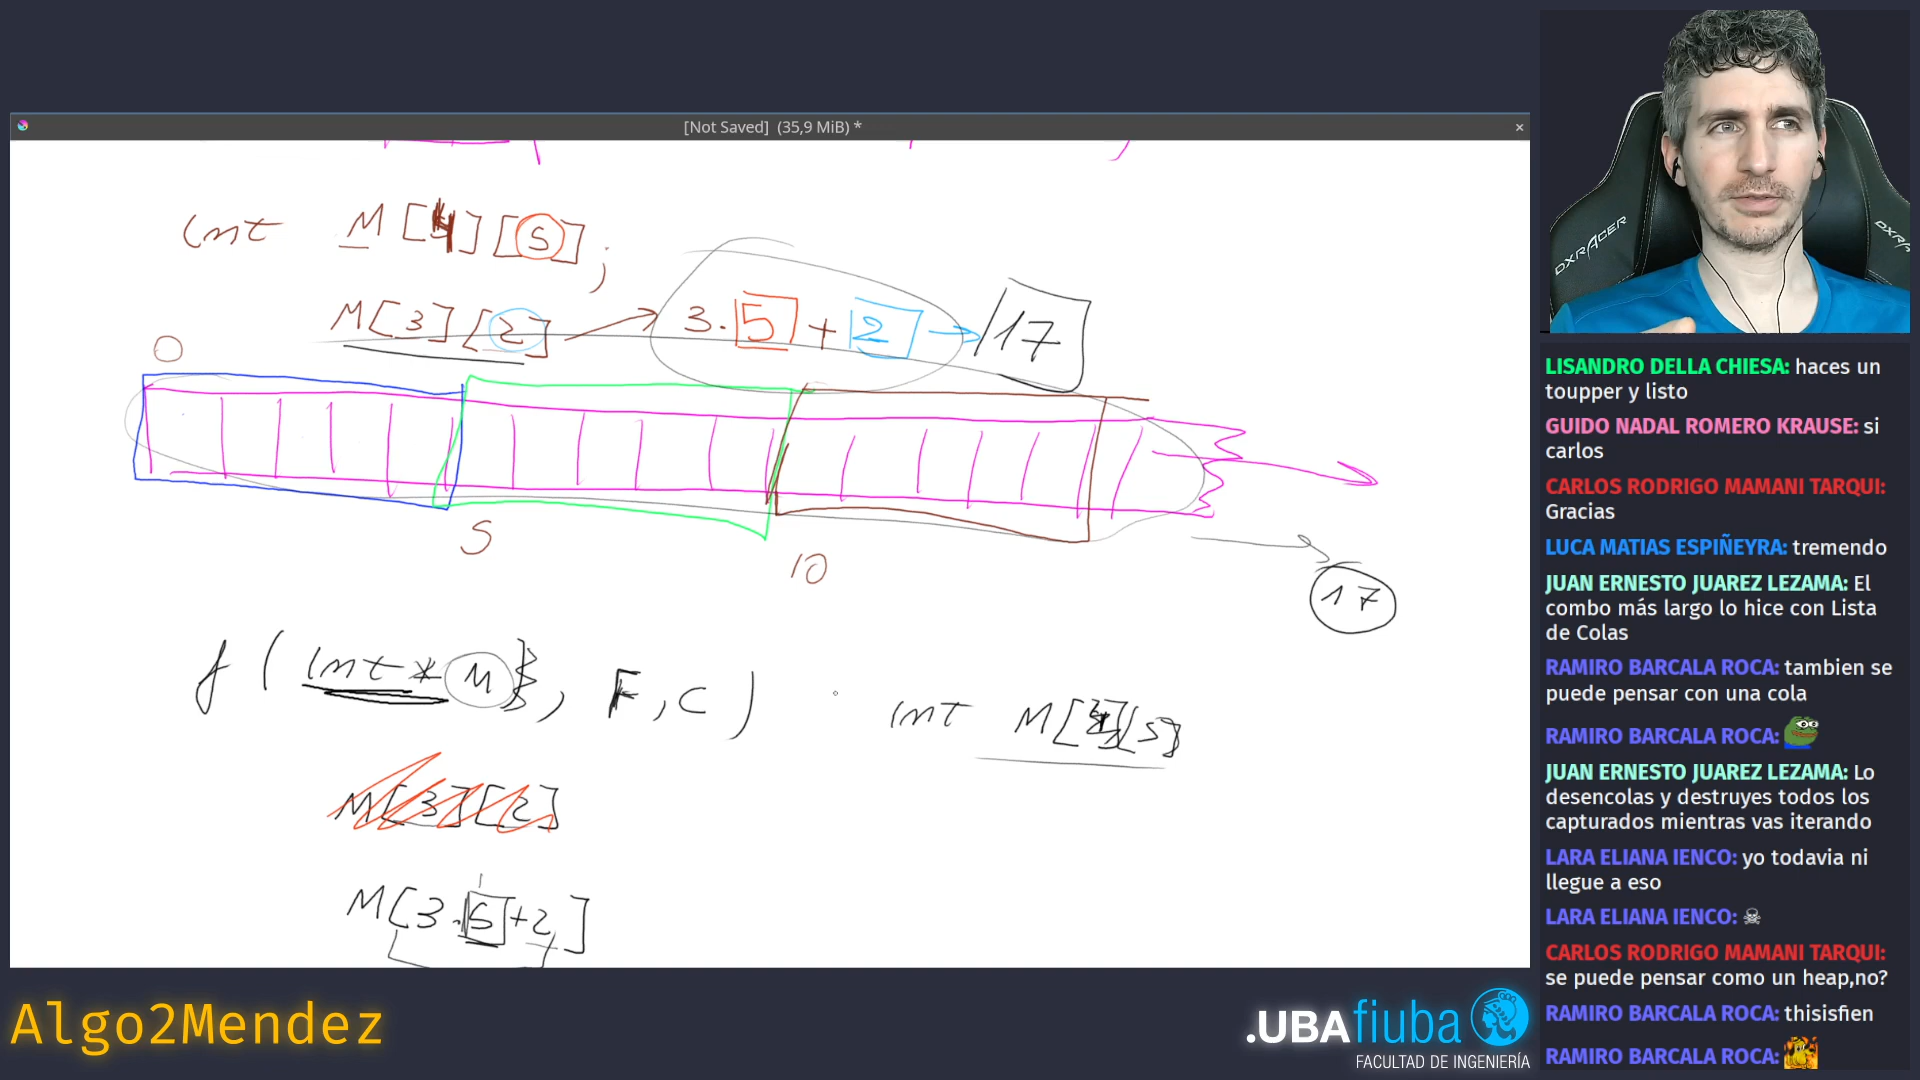 [Not Saved] (35,9 MiB) *
int M[4][5];
M[3][2] → 3.5 + 2 → 17
0
5
10
17
f (int* M, F, C)
int M[4][5]
M[3][2]
M[3.5+2]
DXRACER
LISANDRO DELLA CHIESA: haces un
toupper y listo
GUIDO NADAL ROMERO KRAUSE: si
carlos
CARLOS RODRIGO MAMANI TARQUI:
Gracias
LUCA MATIAS ESPIÑEYRA: tremendo
JUAN ERNESTO JUAREZ LEZAMA: El
combo más largo lo hice con Lista
de Colas
RAMIRO BARCALA ROCA: tambien se
puede pensar con una cola
RAMIRO BARCALA ROCA:
JUAN ERNESTO JUAREZ LEZAMA: Lo
desencolas y destruyes todos los
capturados mientras vas iterando
LARA ELIANA IENCO: yo todavia ni
llegue a eso
LARA ELIANA IENCO: ☠
CARLOS RODRIGO MAMANI TARQUI:
se puede pensar como un heap,no?
RAMIRO BARCALA ROCA: thisisfien
RAMIRO BARCALA ROCA:
Algo2Mendez
.UBAfiuba
FACULTAD DE INGENIERÍA